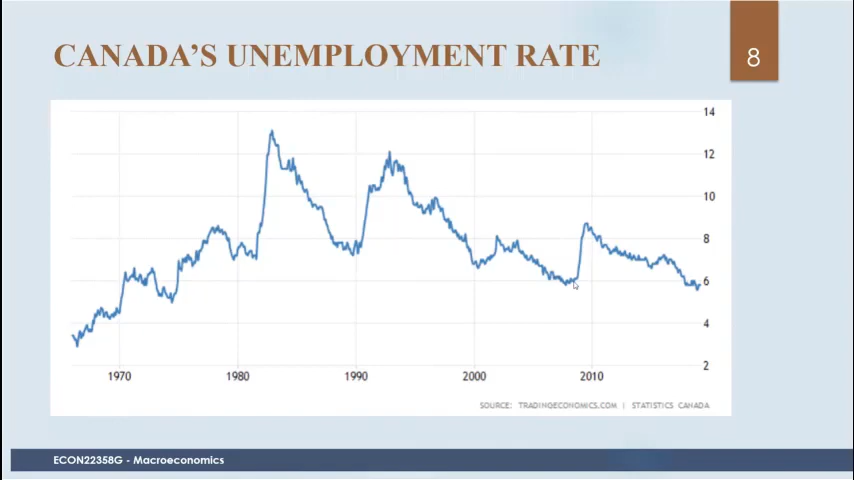 CANADA'S UNEMPLOYMENT RATE
8
14
12
10
8
6
4
2
1970 1980 1990 2000 2010
SOURCE: TRADINGECONOMICS.COM | STATISTICS CANADA
ECON22358G - Macroeconomics